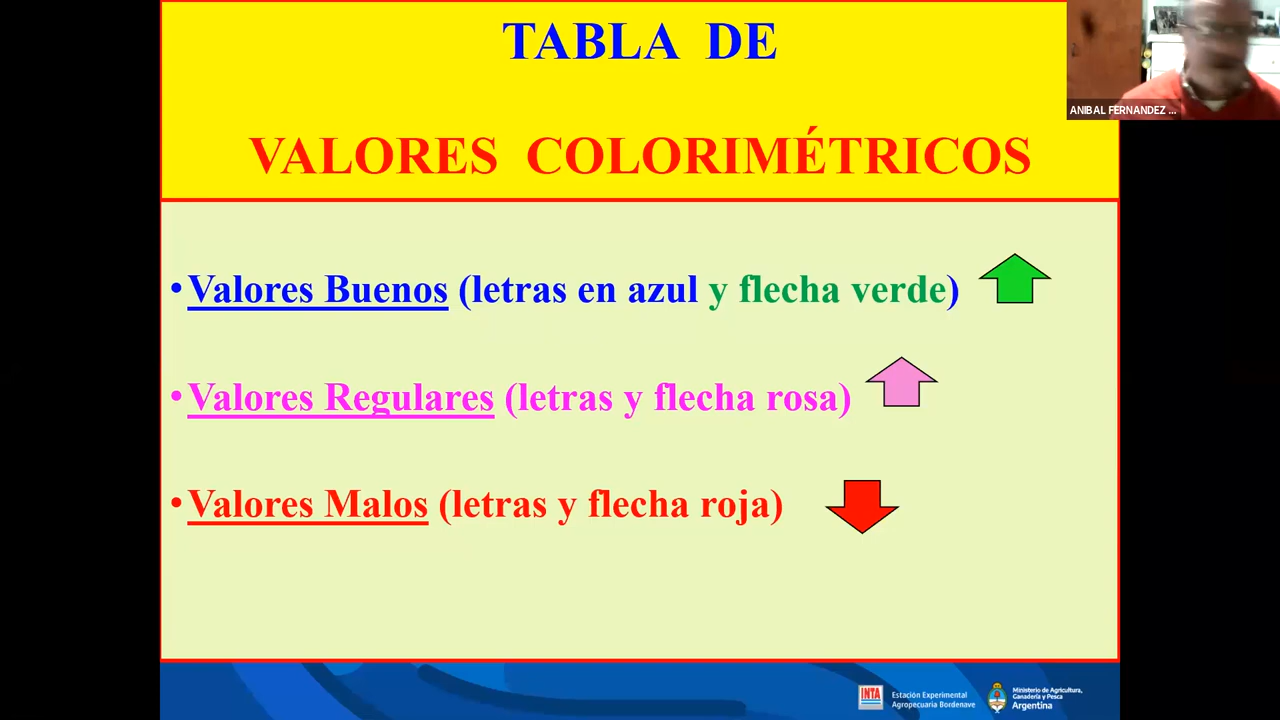 TABLA DE
VALORES COLORIMÉTRICOS
ANIBAL FERNANDEZ ...
•Valores Buenos (letras en azul y flecha verde)
•Valores Regulares (letras y flecha rosa)
•Valores Malos (letras y flecha roja)
INTA
Estación Experimental
Agropecuaria Bordenave
Ministerio de Agricultura,
Ganadería y Pesca
Argentina